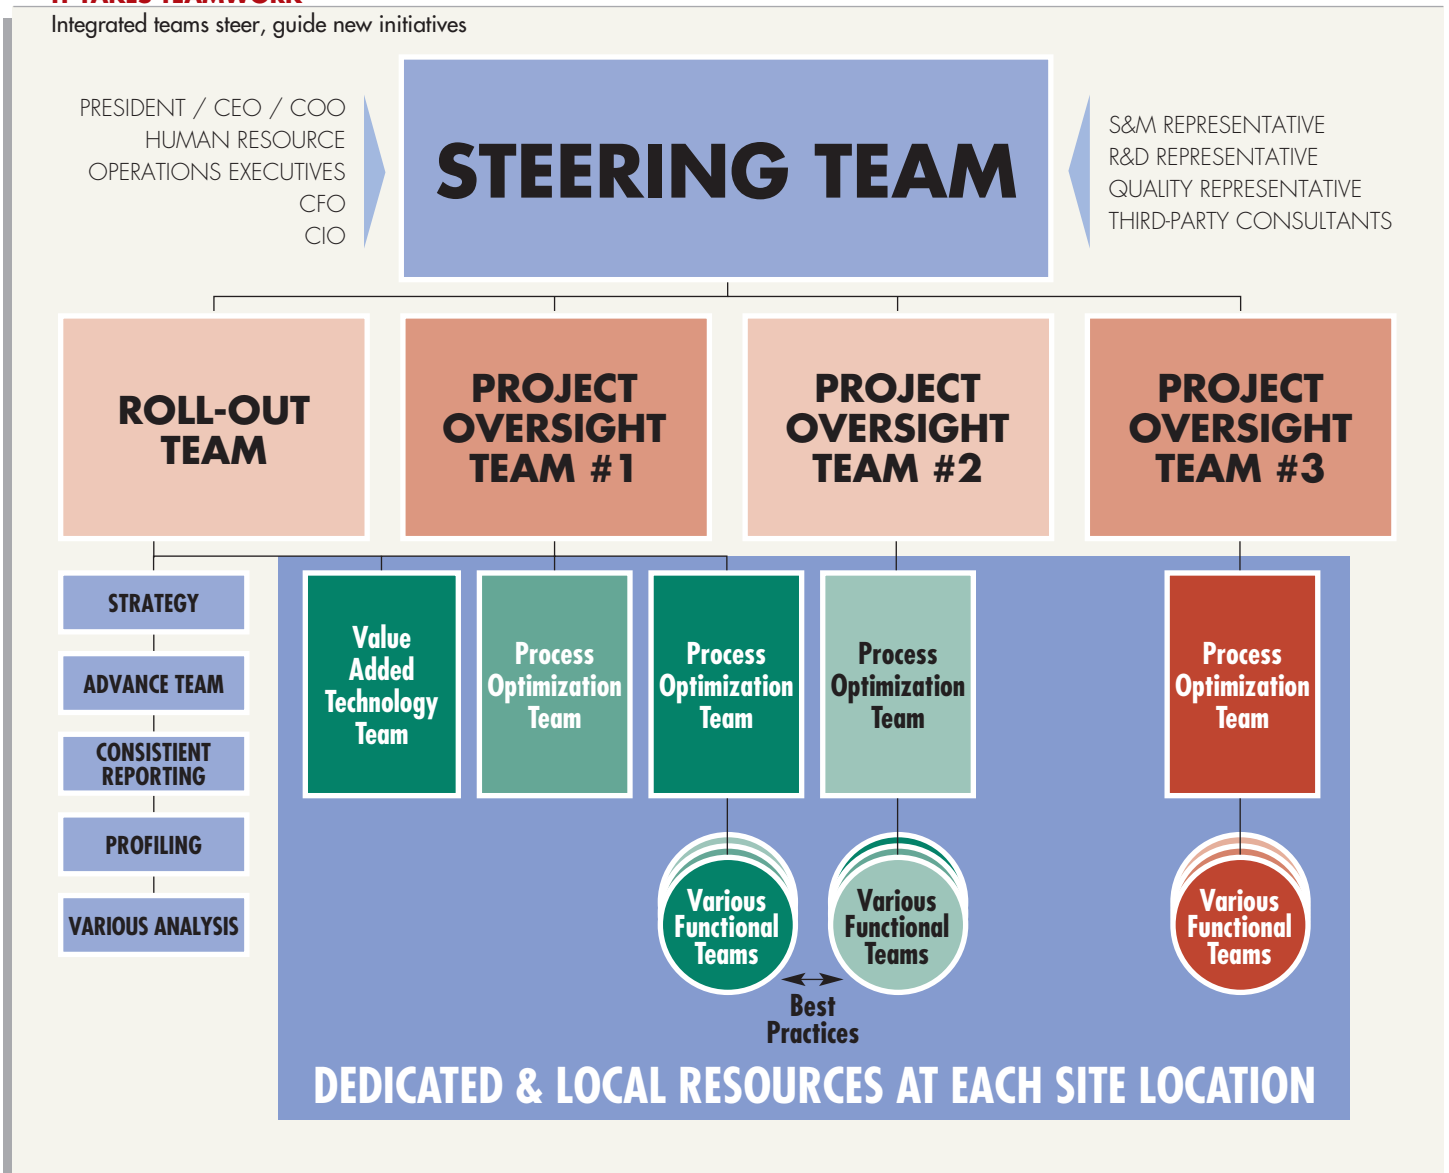 IT TAKES TEAMWORK
Integrated teams steer, guide new initiatives
PRESIDENT / CEO / COO
HUMAN RESOURCE
OPERATIONS EXECUTIVES
CFO
CIO
STEERING TEAM
S&M REPRESENTATIVE
R&D REPRESENTATIVE
QUALITY REPRESENTATIVE
THIRD-PARTY CONSULTANTS
ROLL-OUT
TEAM
PROJECT
OVERSIGHT
TEAM #1
PROJECT
OVERSIGHT
TEAM #2
PROJECT
OVERSIGHT
TEAM #3
STRATEGY
ADVANCE TEAM
CONSISTIENT
REPORTING
PROFILING
VARIOUS ANALYSIS
Value
Added
Technology
Team
Process
Optimization
Team
Process
Optimization
Team
Process
Optimization
Team
Process
Optimization
Team
Various
Functional
Teams
Various
Functional
Teams
Various
Functional
Teams
Best
Practices
DEDICATED & LOCAL RESOURCES AT EACH SITE LOCATION